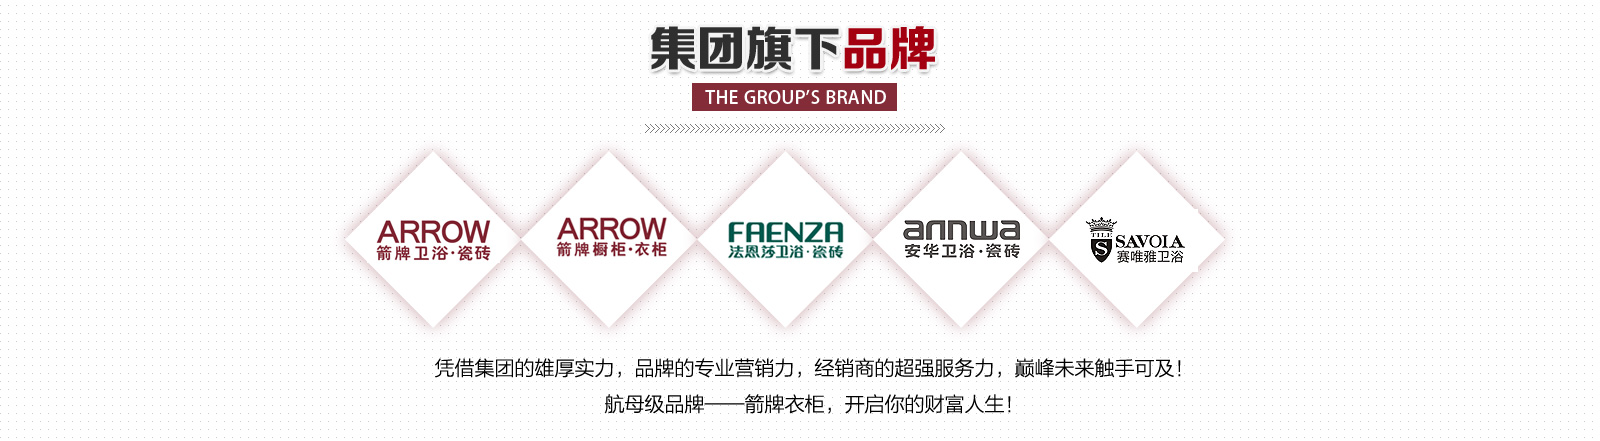 集团旗下品牌
THE GROUP'S BRAND
ARROW
箭牌卫浴·瓷砖
ARROW
箭牌橱柜·衣柜
FAENZA
法恩莎卫浴·瓷砖
annwa
安华卫浴·瓷砖
TILE
S
SAVOIA
赛唯雅卫浴
凭借集团的雄厚实力，品牌的专业营销力，经销商的超强服务力，巅峰未来触手可及！
航母级品牌——箭牌衣柜，开启你的财富人生！